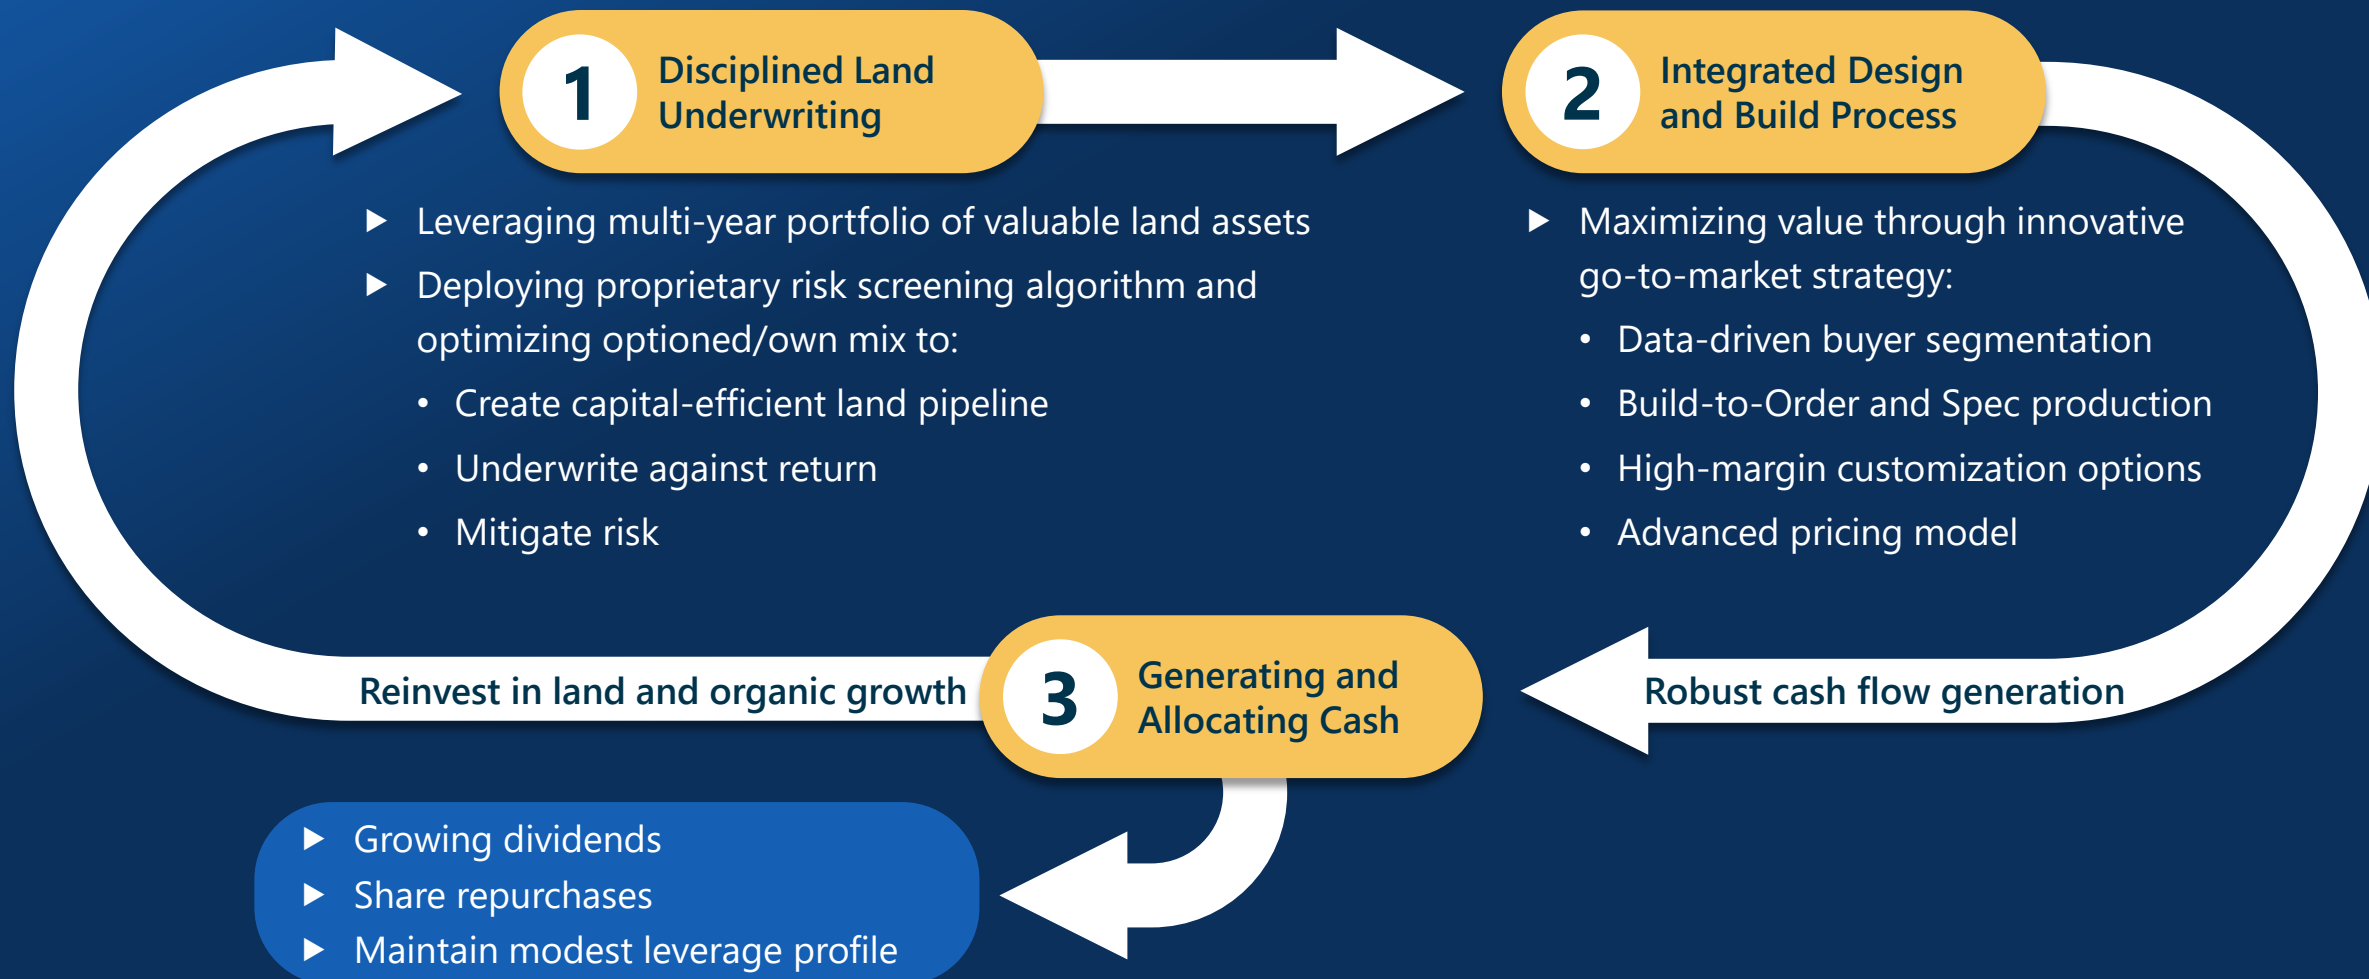 1
Disciplined Land
Underwriting
▶ Leveraging multi-year portfolio of valuable land assets
▶ Deploying proprietary risk screening algorithm and
optimizing optioned/own mix to:
• Create capital-efficient land pipeline
• Underwrite against return
• Mitigate risk
2
Integrated Design
and Build Process
▶ Maximizing value through innovative
go-to-market strategy:
• Data-driven buyer segmentation
• Build-to-Order and Spec production
• High-margin customization options
• Advanced pricing model
Robust cash flow generation
3
Generating and
Allocating Cash
Reinvest in land and organic growth
▶ Growing dividends
▶ Share repurchases
▶ Maintain modest leverage profile